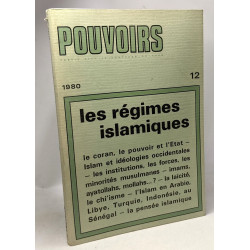 POUVOIRS
1980
12
les régimes
islamiques
le coran, le pouvoir et l'Etat –
Islam et idéologies occidentales
– les institutions, les forces, les
minorités musulmanes – imams,
ayatollahs, mollahs... ? – la laïcité,
le chi'isme – l'Islam en Arabie,
Libye, Turquie, Indonésie, au
Sénégal – la pensée islamique